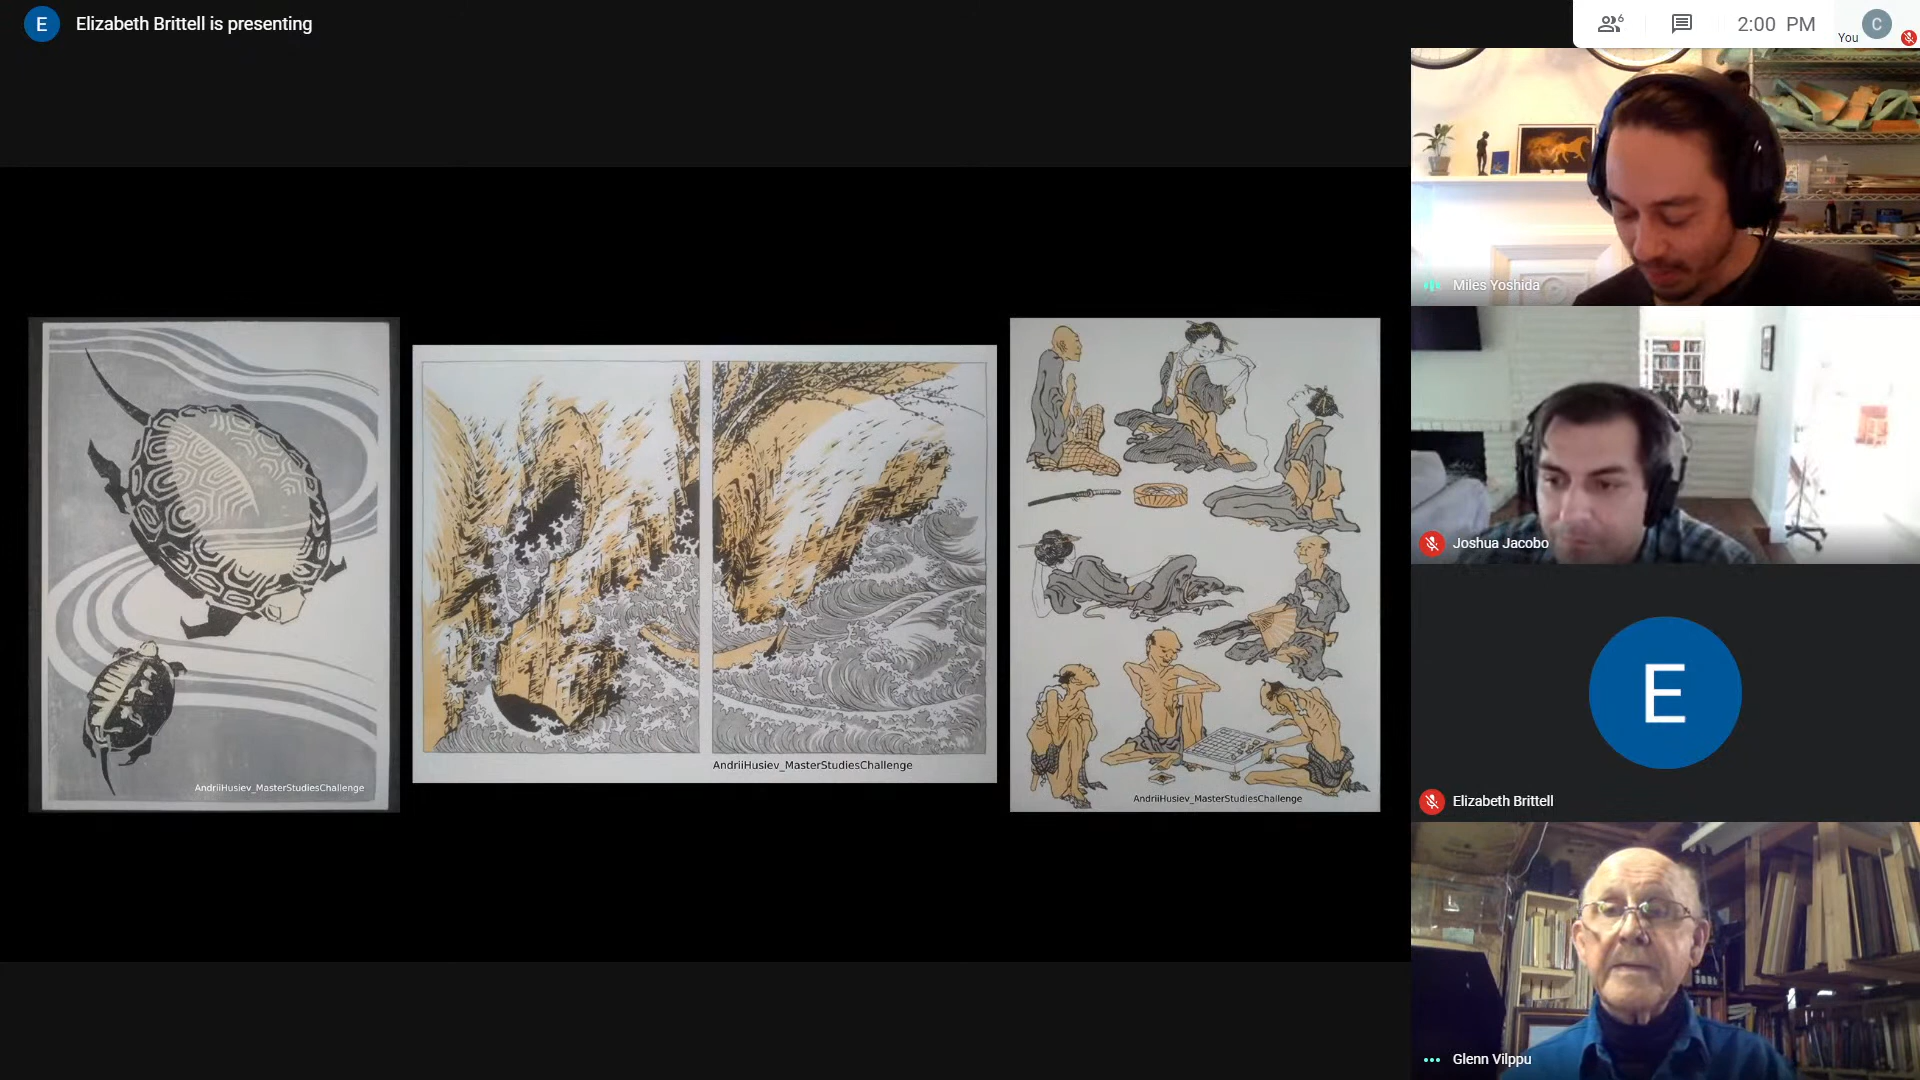 E
Elizabeth Brittell is presenting
6
2:00 PM
You
C
Miles Yoshida
Joshua Jacobo
E
Elizabeth Brittell
Glenn Vilppu
AndriiHusiev_MasterStudiesChallenge
AndriiHusiev_MasterStudiesChallenge
AndriiHusiev_MasterStudiesChallenge